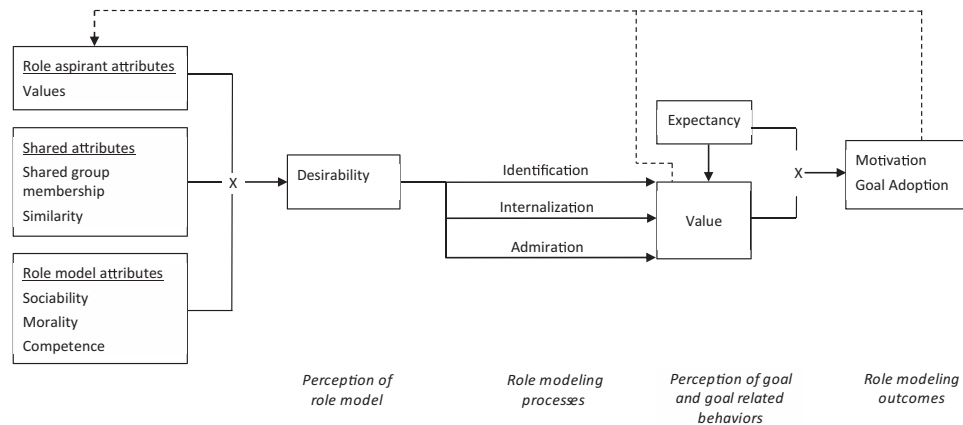 Role aspirant attributes
Values
Shared attributes
Shared group
membership
Similarity
Role model attributes
Sociability
Morality
Competence
X
Desirability
Identification
Internalization
Admiration
Expectancy
Value
X
Motivation
Goal Adoption
Perception of
role model
Role modeling
processes
Perception of goal
and goal related
behaviors
Role modeling
outcomes